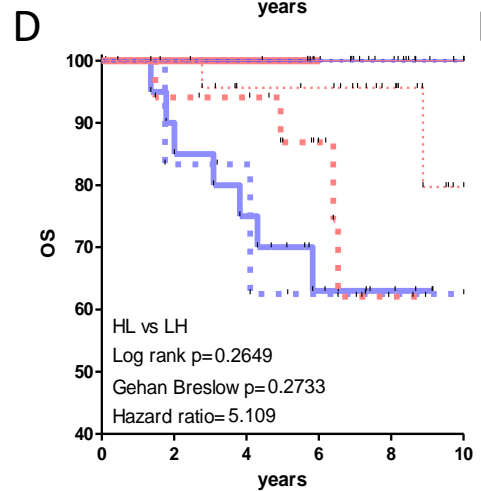 years
D
100
90
80
70
60
50
40
OS
HL vs LH
Log rank p=0.2649
Gehan Breslow p=0.2733
Hazard ratio=5.109
0 2 4 6 8 10
years